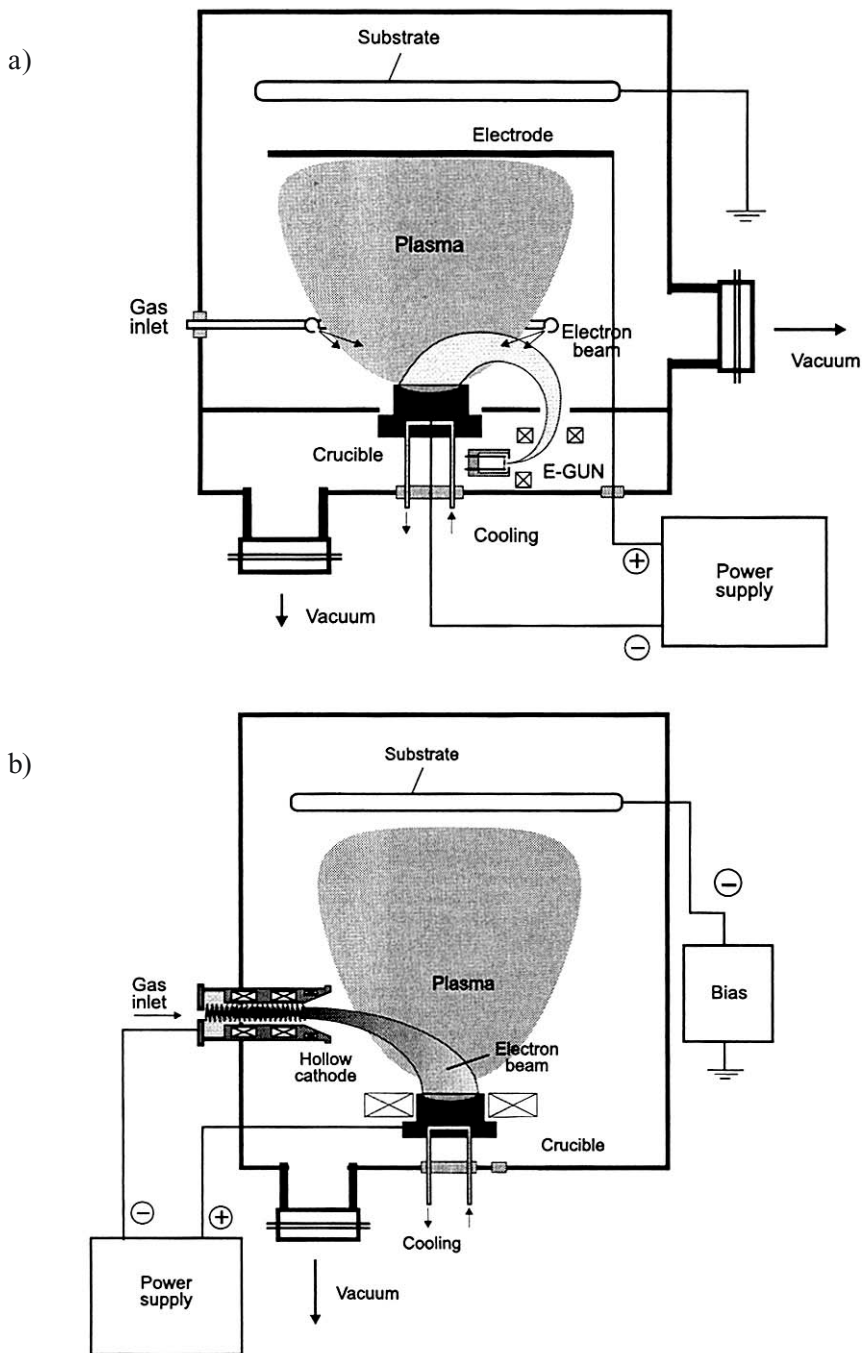 a)
Substrate
Electrode
Plasma
Gas
inlet
Electron
beam
Vacuum
Crucible
E-GUN
Cooling
+
Power
supply
Vacuum
−
b)
Substrate
−
Gas
inlet
Plasma
Bias
Hollow
cathode
Electron
beam
Crucible
−
+
Cooling
Power
supply
Vacuum